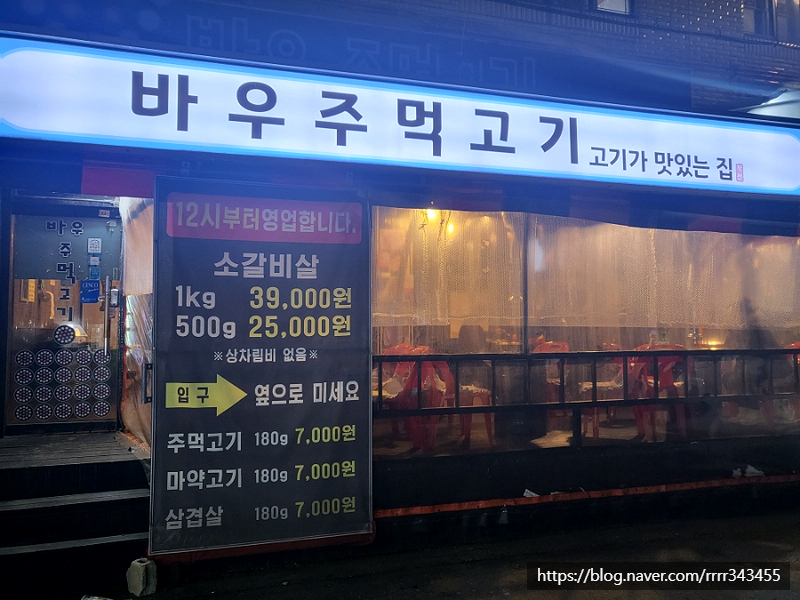 바우주먹고기 고기가 맛있는 집
바우
주먹고기
12시부터영업합니다.
소갈비살
1kg 39,000원
500g 25,000원
※상차림비 없음※
입구 옆으로 미세요
주먹고기 180g 7,000원
마약고기 180g 7,000원
삼겹살 180g 7,000원
https://blog.naver.com/rrrr343455